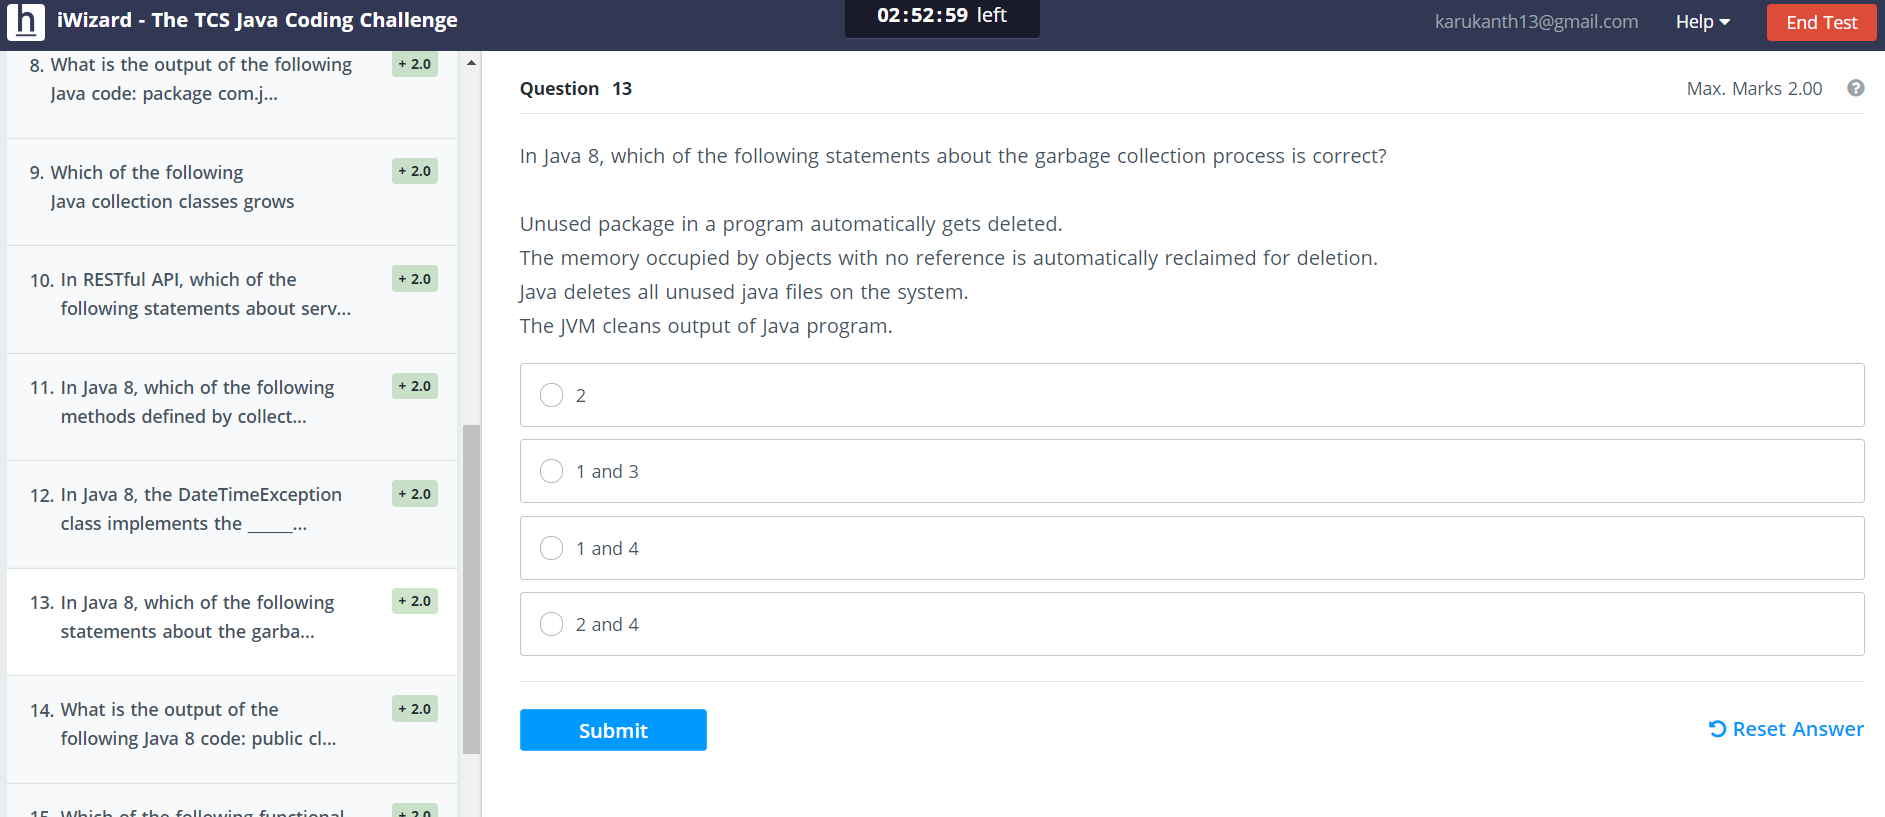 h iWizard - The TCS Java Coding Challenge
02:52:59 left
karukanth13@gmail.com
Help
End Test
8. What is the output of the following + 2.0
Java code: package com.j...
9. Which of the following + 2.0
Java collection classes grows
10. In RESTful API, which of the + 2.0
following statements about serv...
11. In Java 8, which of the following + 2.0
methods defined by collect...
12. In Java 8, the DateTimeException + 2.0
class implements the _____...
13. In Java 8, which of the following + 2.0
statements about the garba...
14. What is the output of the + 2.0
following Java 8 code: public cl...
15. Which of the following functional + 2.0
Question 13
Max. Marks 2.00 ?
In Java 8, which of the following statements about the garbage collection process is correct?
Unused package in a program automatically gets deleted.
The memory occupied by objects with no reference is automatically reclaimed for deletion.
Java deletes all unused java files on the system.
The JVM cleans output of Java program.
2
1 and 3
1 and 4
2 and 4
Submit
Reset Answer